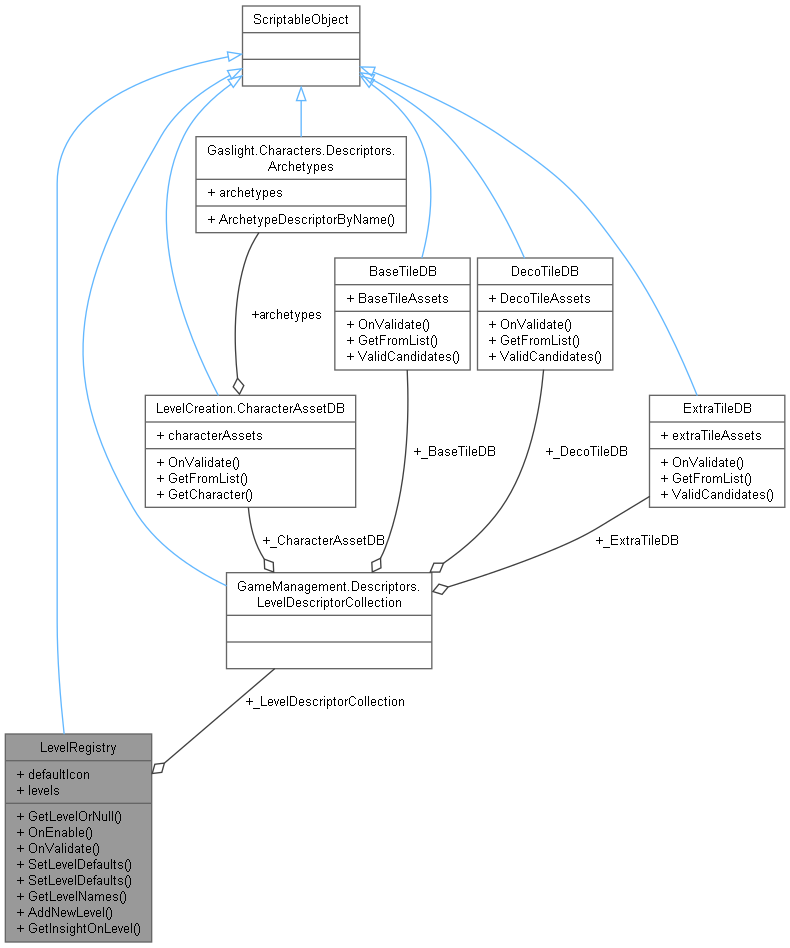 ScriptableObject
Gaslight.Characters.Descriptors.
Archetypes
+ archetypes
+ ArchetypeDescriptorByName()
BaseTileDB
+ BaseTileAssets
+ OnValidate()
+ GetFromList()
+ ValidCandidates()
DecoTileDB
+ DecoTileAssets
+ OnValidate()
+ GetFromList()
+ ValidCandidates()
+archetypes
LevelCreation.CharacterAssetDB
+ characterAssets
+ OnValidate()
+ GetFromList()
+ GetCharacter()
ExtraTileDB
+ extraTileAssets
+ OnValidate()
+ GetFromList()
+ ValidCandidates()
+_BaseTileDB
+_DecoTileDB
+_CharacterAssetDB
+_ExtraTileDB
GameManagement.Descriptors.
LevelDescriptorCollection
+_LevelDescriptorCollection
LevelRegistry
+ defaultIcon
+ levels
+ GetLevelOrNull()
+ OnEnable()
+ OnValidate()
+ SetLevelDefaults()
+ SetLevelDefaults()
+ GetLevelNames()
+ AddNewLevel()
+ GetInsightOnLevel()